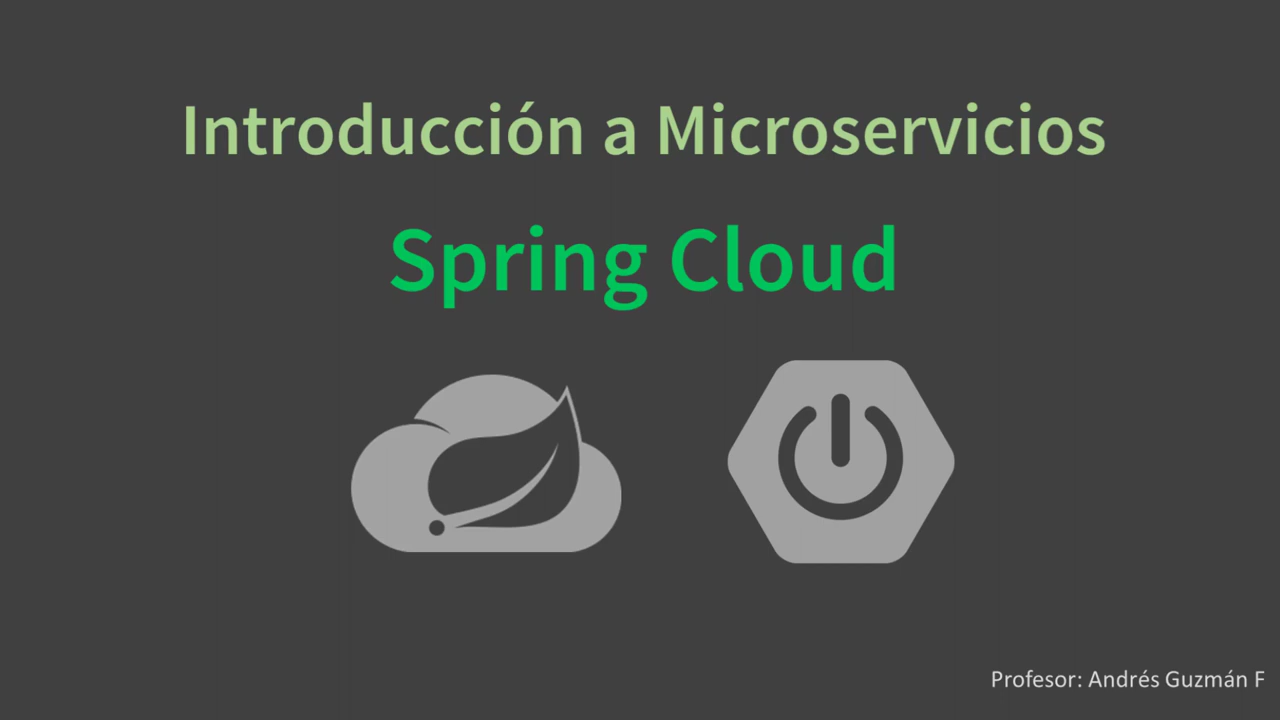 Introducción a Microservicios
Spring Cloud
Profesor: Andrés Guzmán F